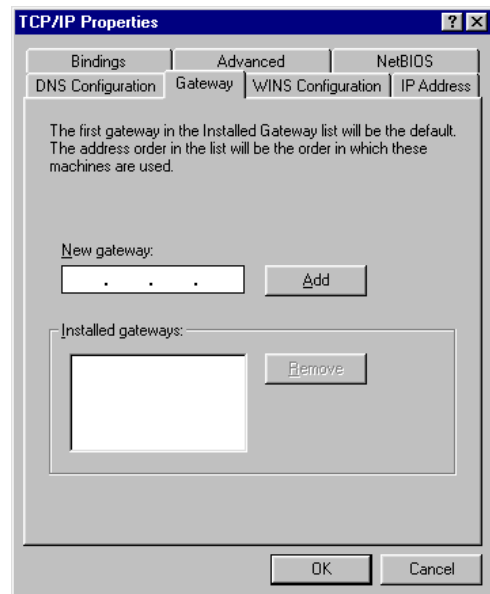 TCP/IP Properties
? ×
Bindings Advanced NetBIOS
DNS Configuration Gateway WINS Configuration IP Address
The first gateway in the Installed Gateway list will be the default.
The address order in the list will be the order in which these
machines are used.
New gateway:
. . . Add
Installed gateways:
Remove
OK Cancel